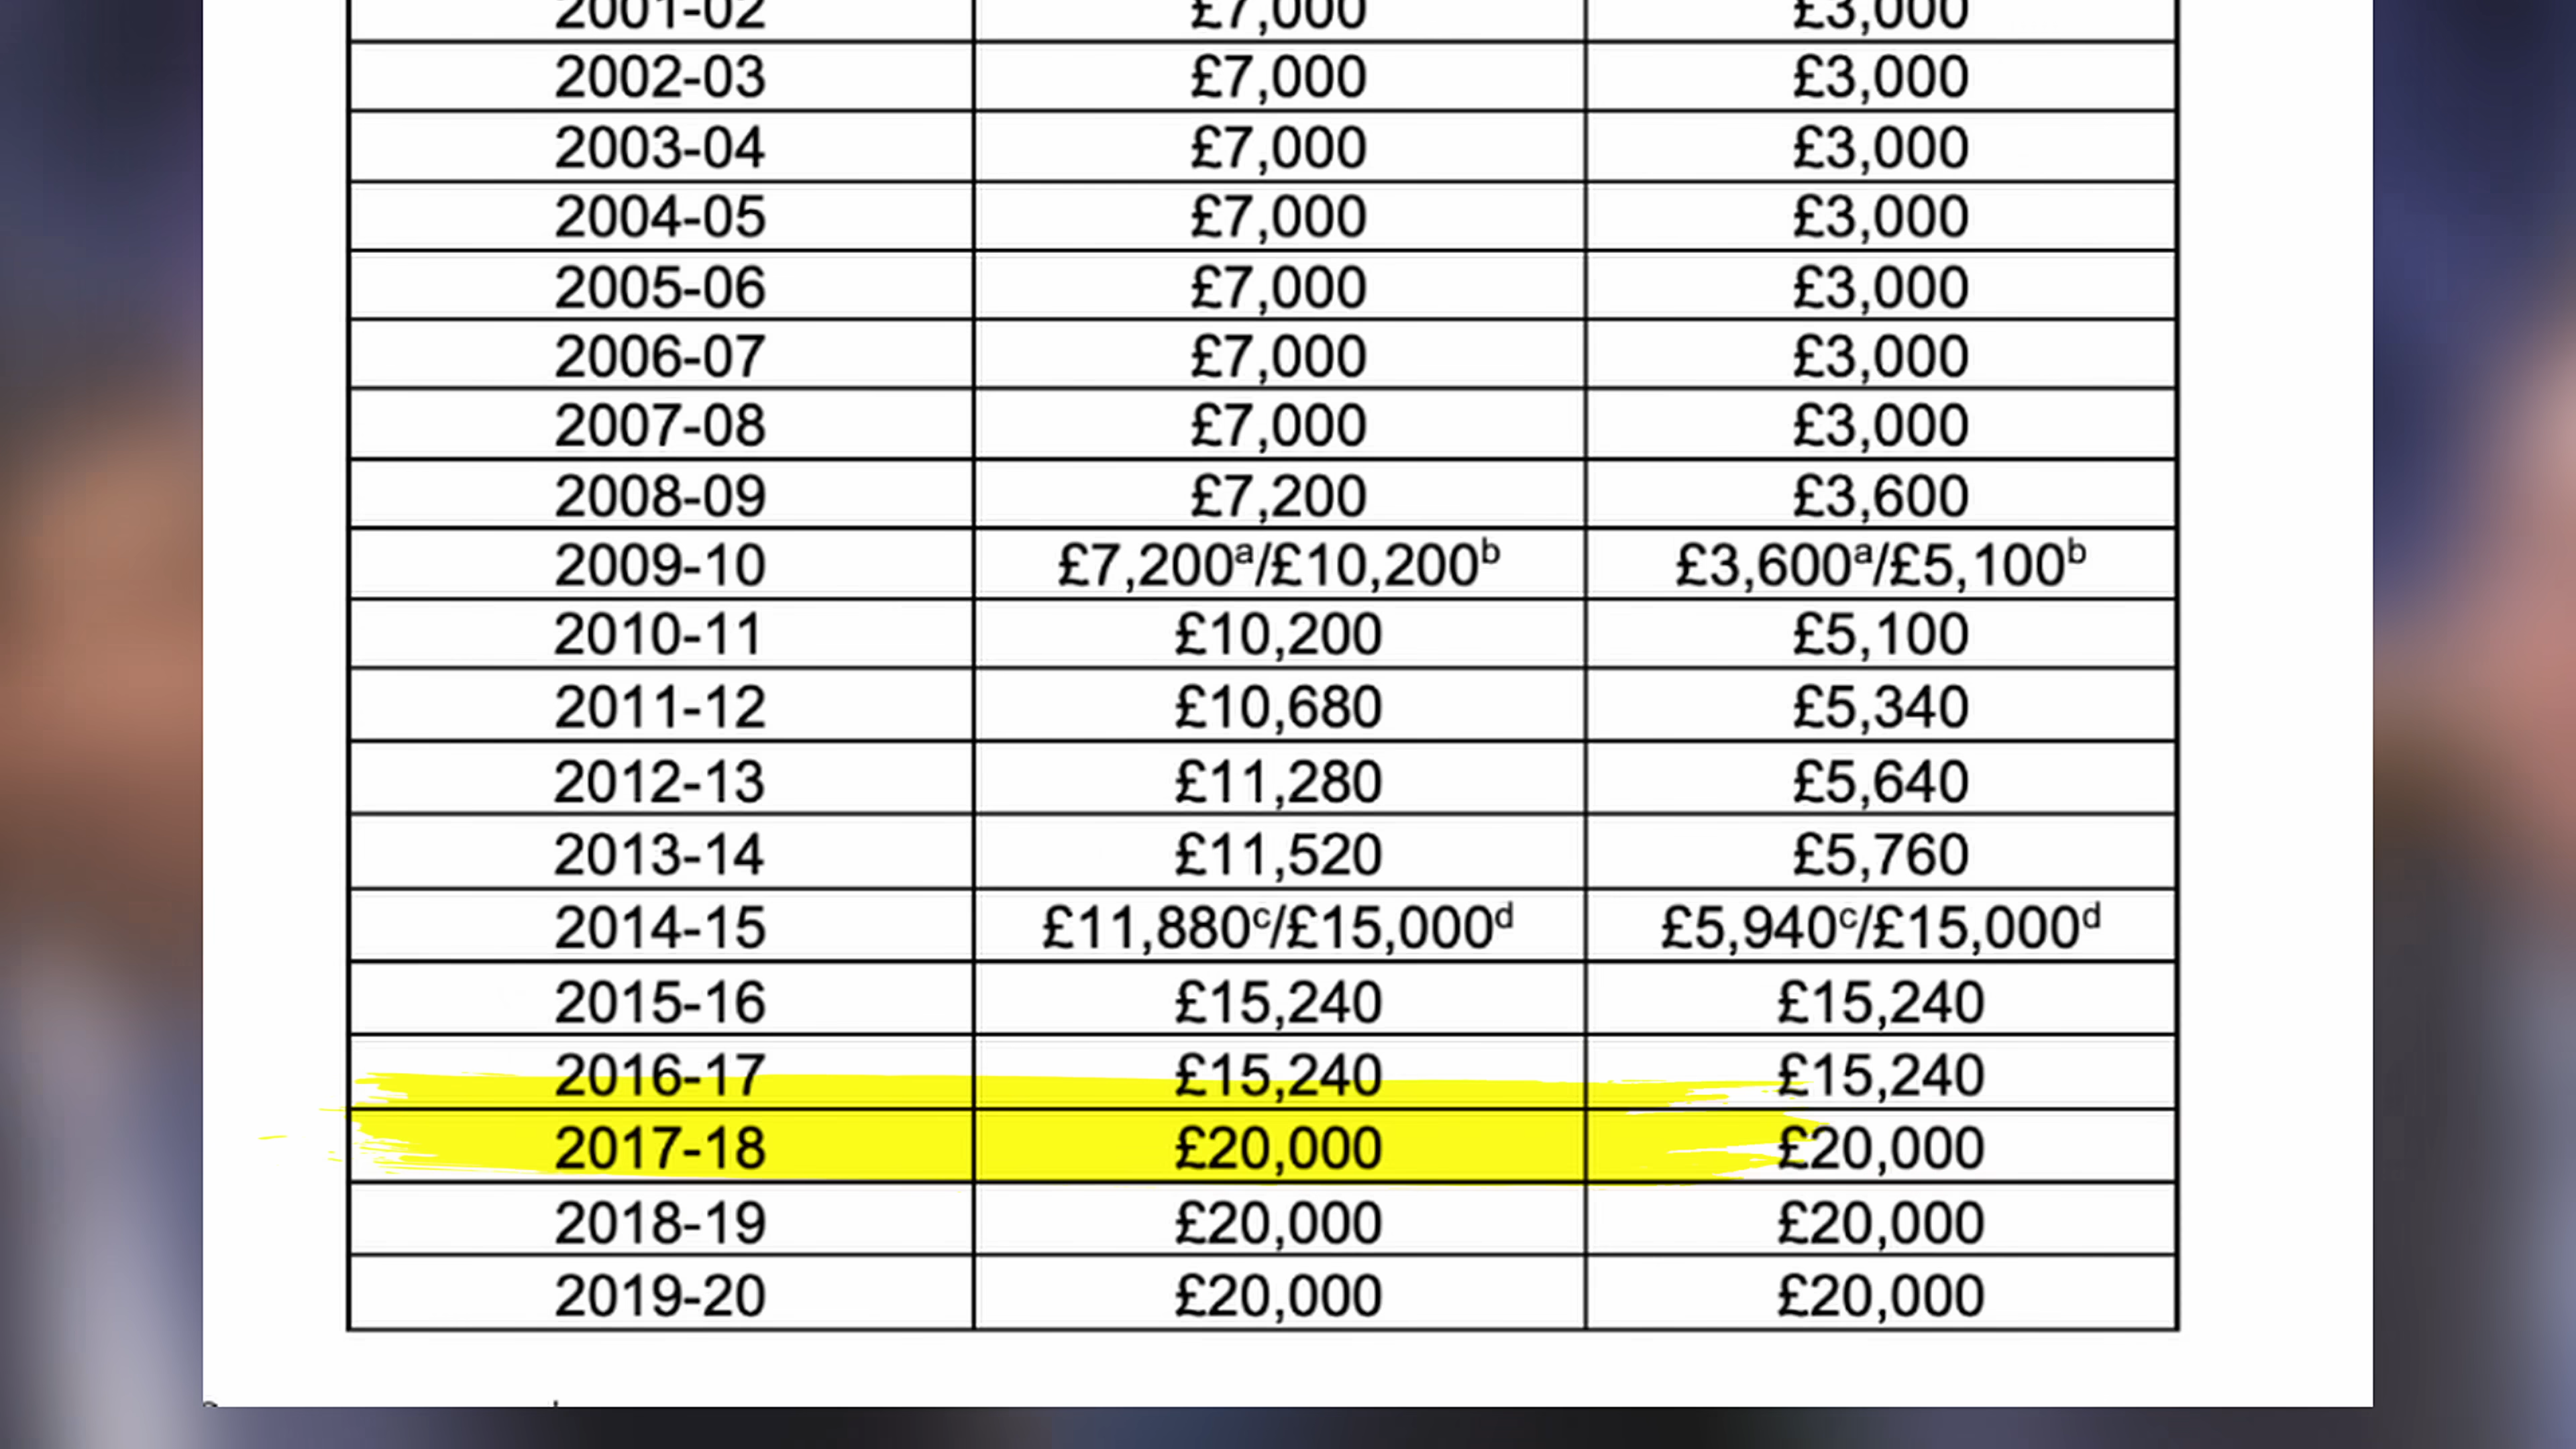 2001-02 £7,000 £3,000
2002-03 £7,000 £3,000
2003-04 £7,000 £3,000
2004-05 £7,000 £3,000
2005-06 £7,000 £3,000
2006-07 £7,000 £3,000
2007-08 £7,000 £3,000
2008-09 £7,200 £3,600
2009-10 £7,200ᵃ/£10,200ᵇ £3,600ᵃ/£5,100ᵇ
2010-11 £10,200 £5,100
2011-12 £10,680 £5,340
2012-13 £11,280 £5,640
2013-14 £11,520 £5,760
2014-15 £11,880ᶜ/£15,000ᵈ £5,940ᶜ/£15,000ᵈ
2015-16 £15,240 £15,240
2016-17 £15,240 £15,240
2017-18 £20,000 £20,000
2018-19 £20,000 £20,000
2019-20 £20,000 £20,000